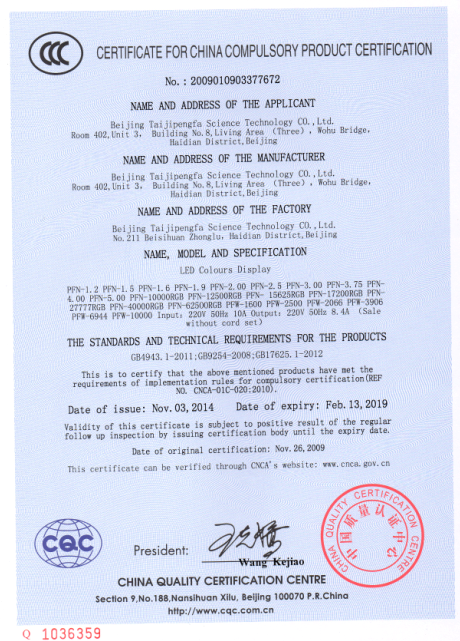 CCC
CERTIFICATE FOR CHINA COMPULSORY PRODUCT CERTIFICATION
No.: 2009010903377672
NAME AND ADDRESS OF THE APPLICANT
Beijing Taijipengfa Science Technology CO.,Ltd.
Room 402,Unit 3, Building No.8,Living Area (Three), Wohu Bridge,
Haidian District,Beijing
NAME AND ADDRESS OF THE MANUFACTURER
Beijing Taijipengfa Science Technology CO.,Ltd.
Room 402,Unit 3, Building No.8,Living Area (Three), Wohu Bridge,
Haidian District,Beijing
NAME AND ADDRESS OF THE FACTORY
Beijing Taijipengfa Science Technology CO.,Ltd.
No.211 Beisihuan Zhonglu, Haidian District,Beijing
NAME, MODEL AND SPECIFICATION
LED Colours Display
PFN-1.2 PFN-1.5 PFN-1.6 PFN-1.9 PFN-2.00 PFN-2.5 PFN-3.00 PFN-3.75 PFN-
4.00 PFN-5.00 PFN-10000RGB PFN-12500RGB PFN- 15625RGB PFN-17200RGB PFN-
27777RGB PFN-40000RGB PFN-62500RGB PFW-1600 PFW-2500 PFW-2066 PFW-3906
PFW-6944 PFW-10000 Input: 220V 50Hz 10A Output: 220V 50Hz 8.4A (Sale
without cord set)
THE STANDARDS AND TECHNICAL REQUIREMENTS FOR THE PRODUCTS
GB4943.1-2011;GB9254-2008;GB17625.1-2012
This is to certify that the above mentioned products have met the
requirements of implementation rules for compulsory certification(REF
NO. CNCA-01C-020:2010).
Date of issue: Nov.03,2014 Date of expiry: Feb.13,2019
Validity of this certificate is subject to positive result of the regular
follow up inspection by issuing certification body until the expiry date.
Date of original certification: Nov.26,2009
This certificate can be verified through CNCA's website: www.cnca.gov.cn
CQC
President:
Wang Kejiao
CHINA QUALITY CERTIFICATION CENTRE
中国质量认证中心
CHINA QUALITY CERTIFICATION CENTRE
Section 9,No.188,Nansihuan Xilu, Beijing 100070 P.R.China
http://www.cqc.com.cn
Q 1036359